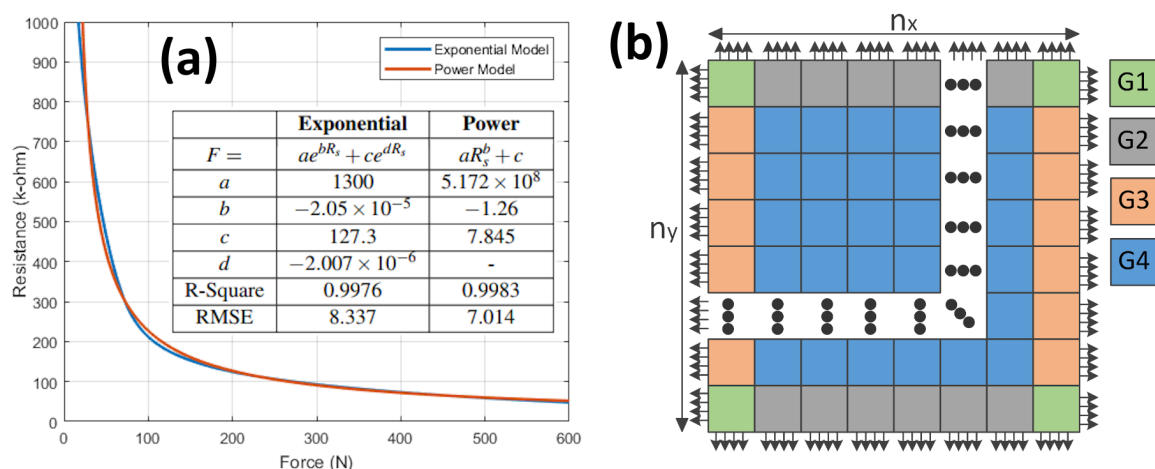 (a)
Exponential Model
Power Model
Exponential Power
F = ae^{bR_s} + ce^{dR_s} aR_s^b + c
a 1300 5.172 × 10^8
b −2.05 × 10^{−5} −1.26
c 127.3 7.845
d −2.007 × 10^{−6} -
R-Square 0.9976 0.9983
RMSE 8.337 7.014
Resistance (k-ohm)
1000
900
800
700
600
500
400
300
200
100
0
0 100 200 300 400 500 600
Force (N)
(b)
n_x
n_y
G1
G2
G3
G4